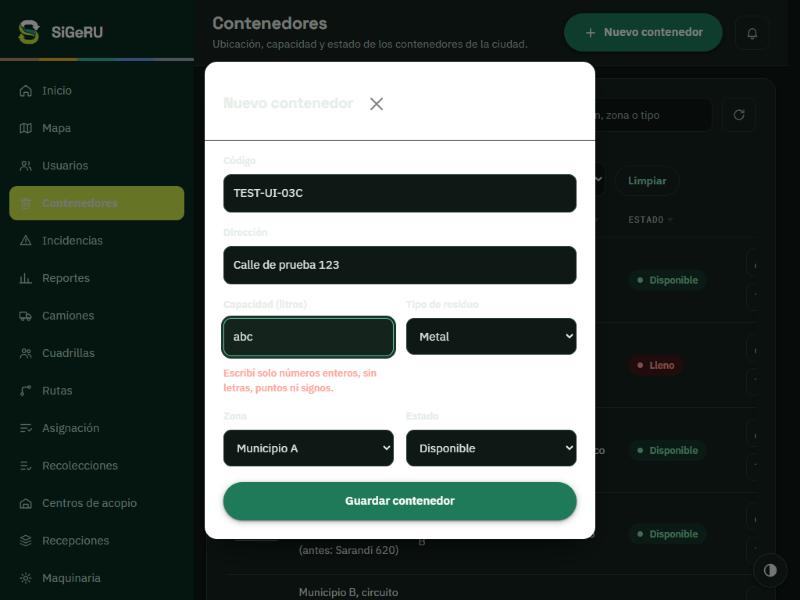 SiGeRU
Contenedores
Ubicación, capacidad y estado de los contenedores de la ciudad.
Nuevo contenedor
Inicio
Mapa
Usuarios
Contenedores
Incidencias
Reportes
Camiones
Cuadrillas
Rutas
Asignación
Recolecciones
Centros de acopio
Recepciones
Maquinaria
zona o tipo
Limpiar
ESTADO
Disponible
Lleno
Disponible
Disponible
Nuevo contenedor
Código
TEST-UI-03C
Dirección
Calle de prueba 123
Capacidad (litros)
Tipo de residuo
abc
Metal
Escribí solo números enteros, sin
letras, puntos ni signos.
Zona
Estado
Municipio A
Disponible
Guardar contenedor
(antes: Sarandí 620)
B
Municipio B, circuito